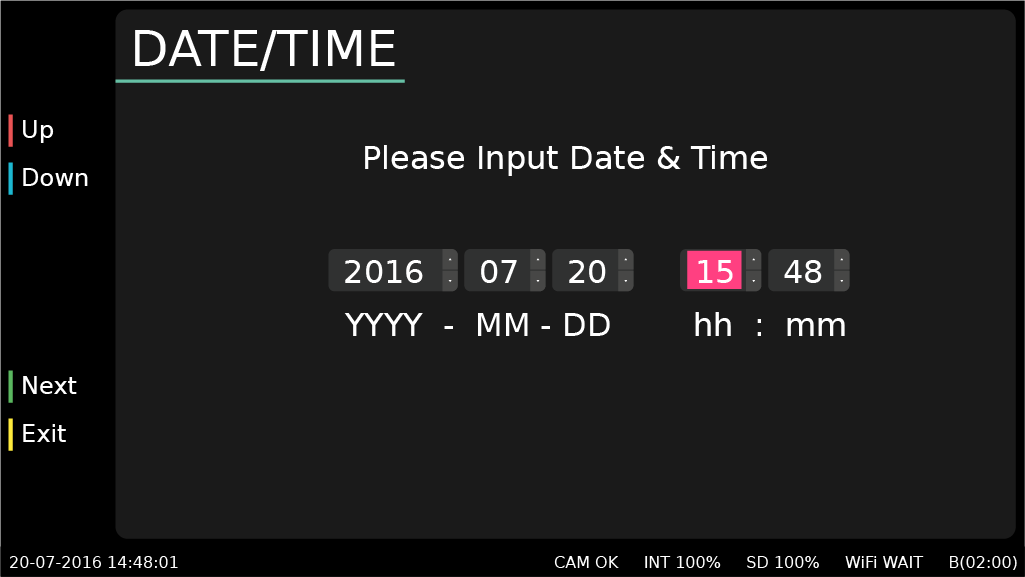 DATE/TIME
Up
Down
Please Input Date & Time
2016 07 20 15 48
YYYY - MM - DD hh : mm
Next
Exit
20-07-2016 14:48:01 CAM OK INT 100% SD 100% WiFi WAIT B(02:00)